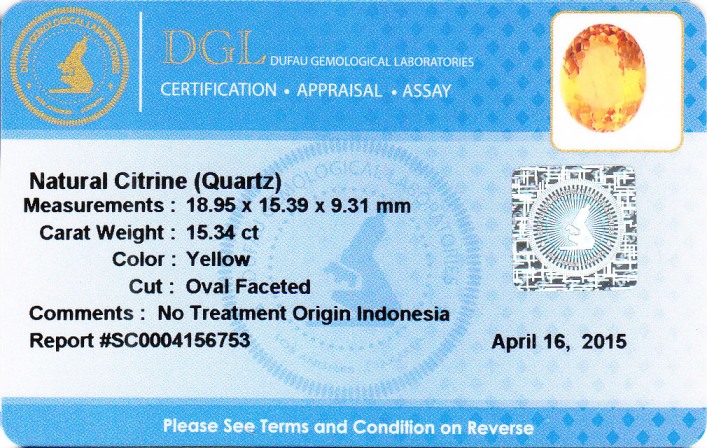 DUFAU GEMOLOGICAL LABORATORIES
DGL DUFAU GEMOLOGICAL LABORATORIES
CERTIFICATION • APPRAISAL • ASSAY
Natural Citrine (Quartz)
Measurements : 18.95 x 15.39 x 9.31 mm
Carat Weight : 15.34 ct
Color : Yellow
Cut : Oval Faceted
Comments : No Treatment Origin Indonesia
Report #SC0004156753
April 16, 2015
Please See Terms and Condition on Reverse